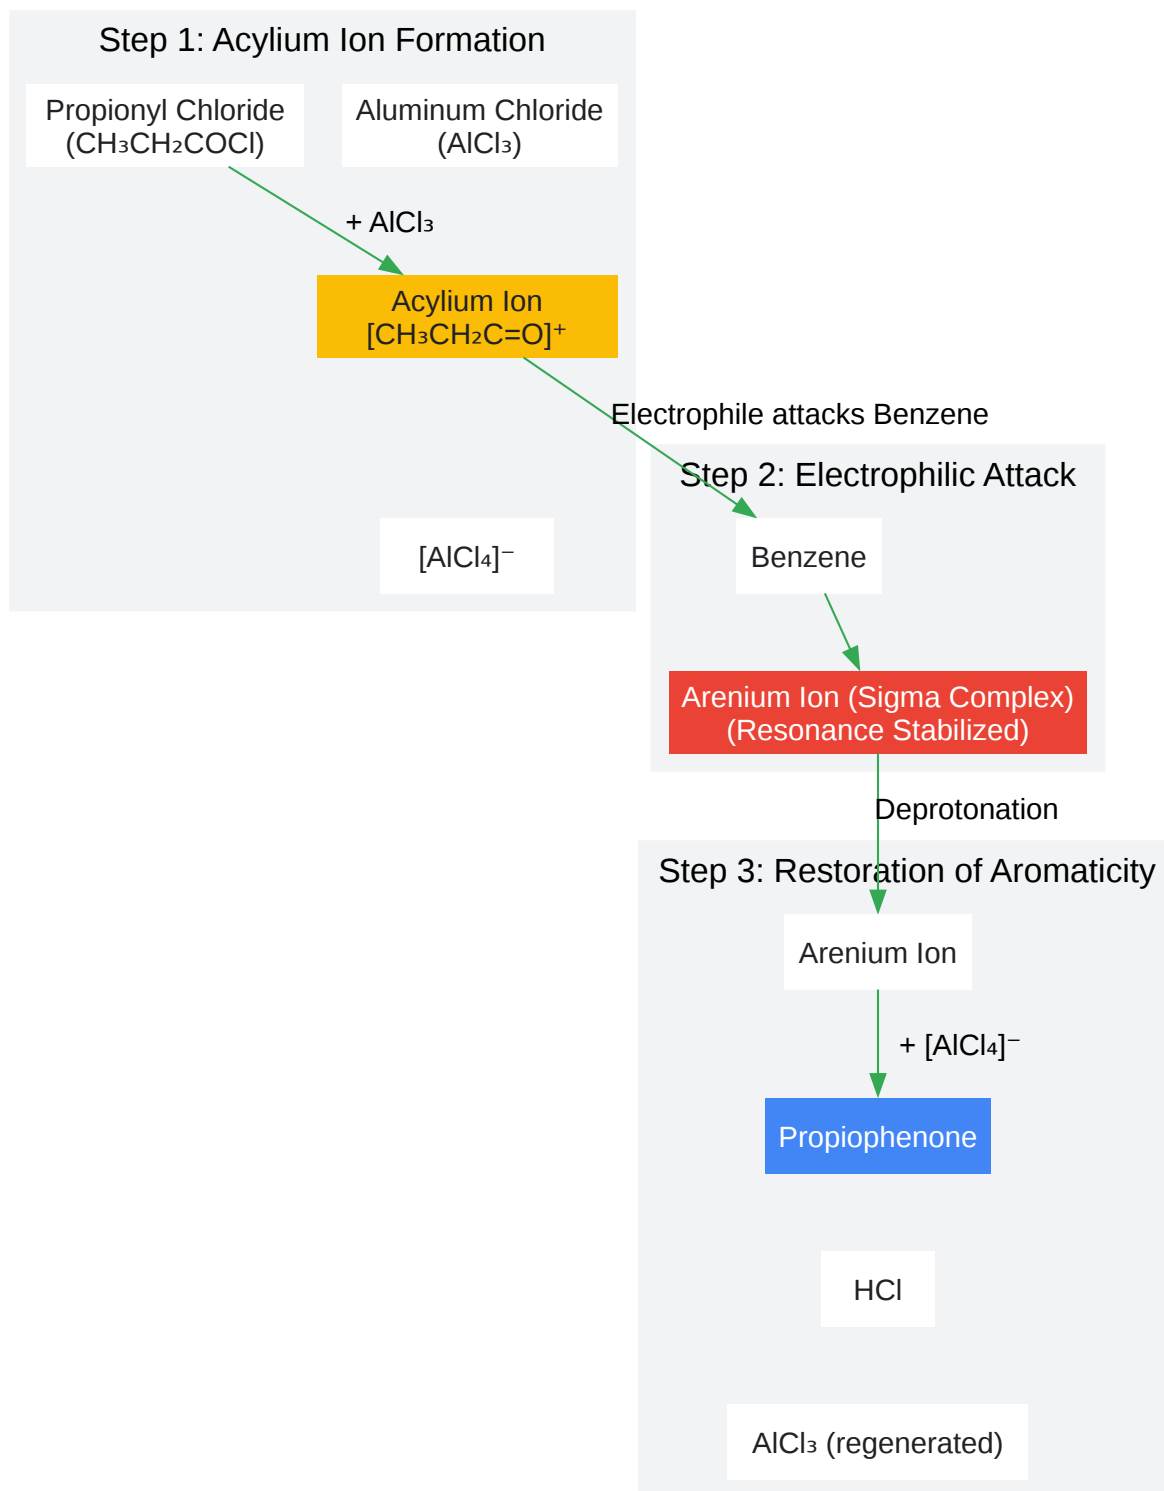 Step 1: Acylium Ion Formation
Propionyl Chloride
(CH₃CH₂COCl)
Aluminum Chloride
(AlCl₃)
+ AlCl₃
Acylium Ion
[CH₃CH₂C=O]⁺
Electrophile attacks Benzene
[AlCl₄]⁻
Step 2: Electrophilic Attack
Benzene
Arenium Ion (Sigma Complex)
(Resonance Stabilized)
Deprotonation
Step 3: Restoration of Aromaticity
Arenium Ion
+ [AlCl₄]⁻
Propiophenone
HCl
AlCl₃ (regenerated)